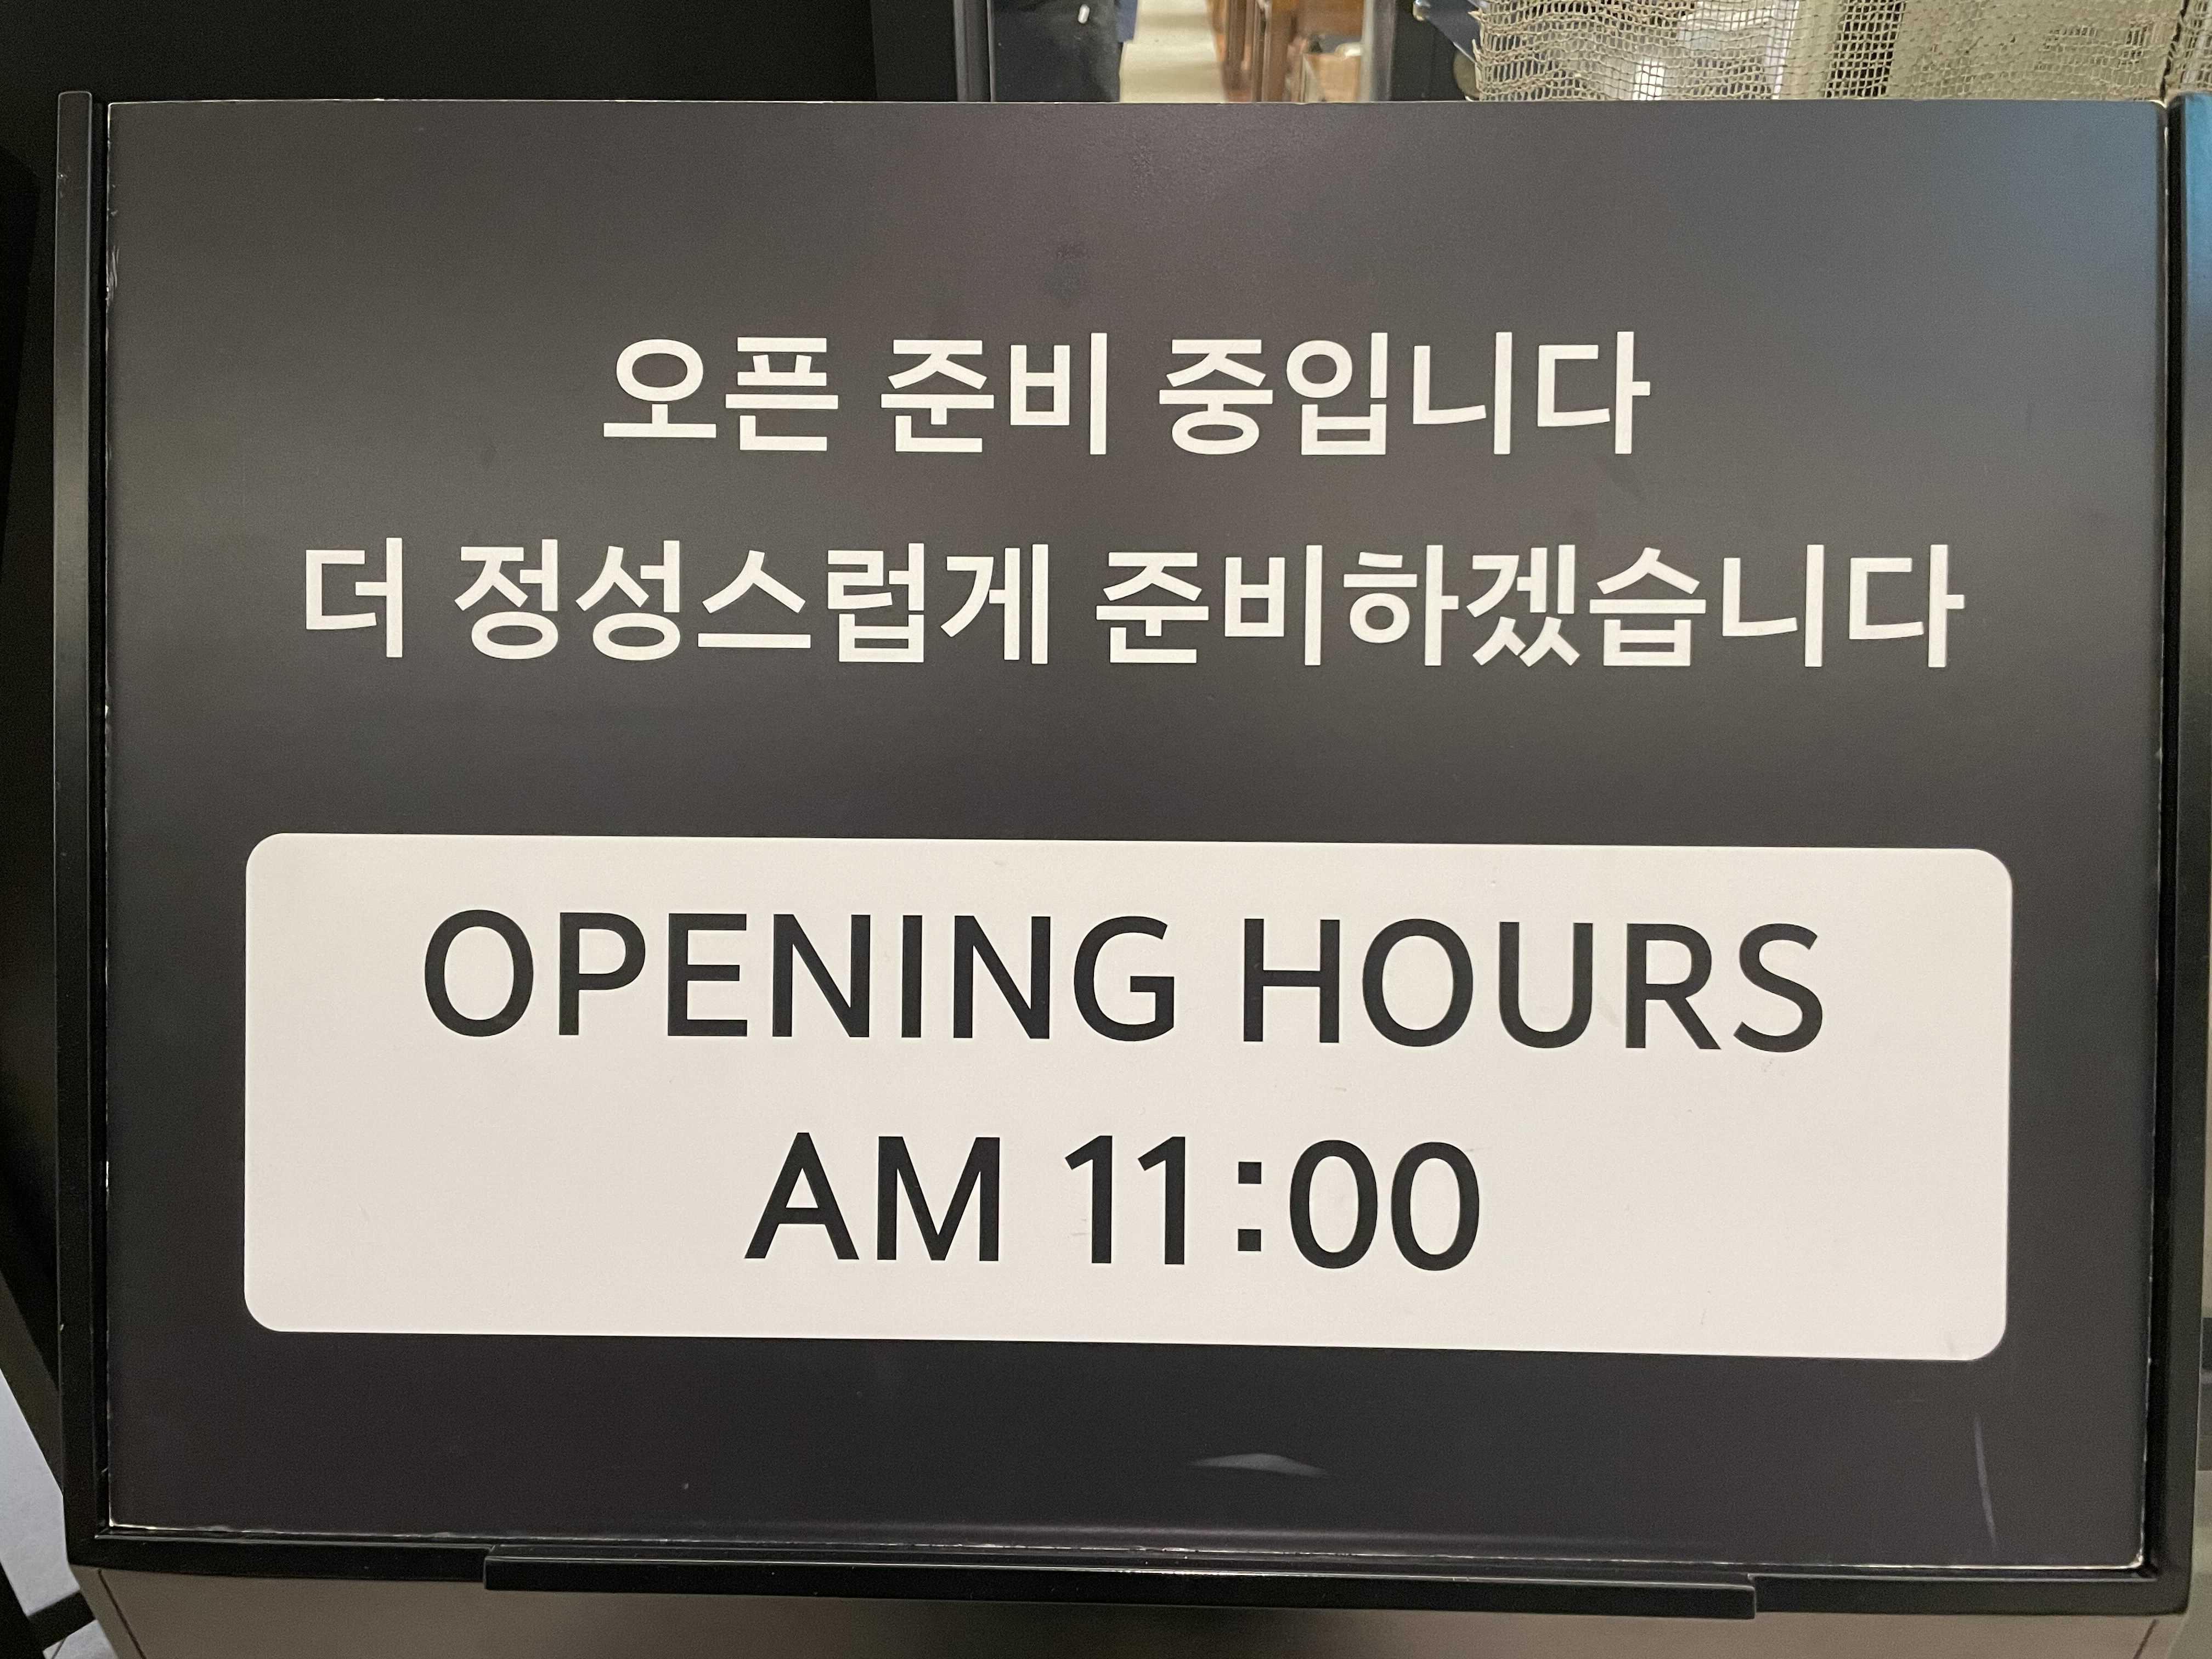 오픈 준비 중입니다
더 정성스럽게 준비하겠습니다
OPENING HOURS
AM 11:00